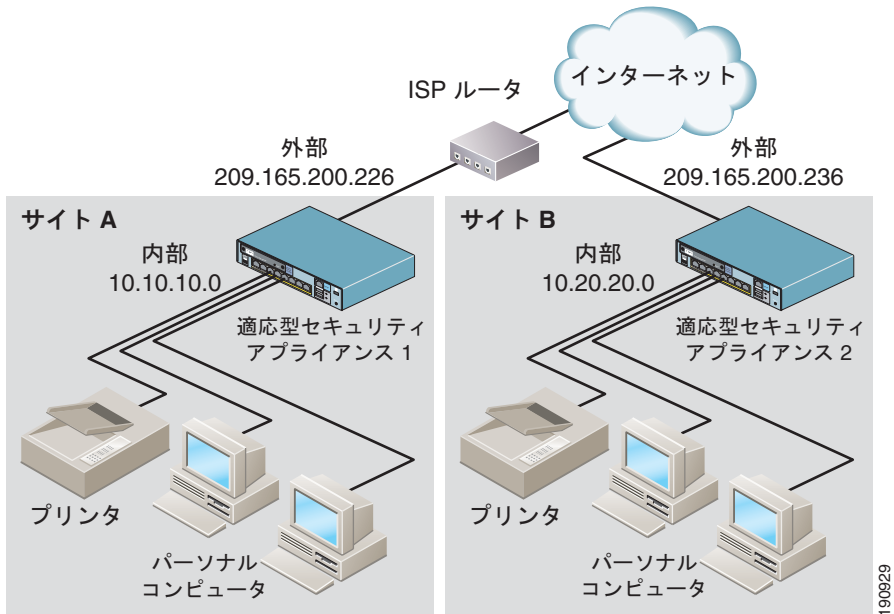 インターネット
ISP ルータ
外部
209.165.200.226
外部
209.165.200.236
サイト A
内部
10.10.10.0
適応型セキュリティ
アプライアンス 1
プリンタ
パーソナル
コンピュータ
サイト B
内部
10.20.20.0
適応型セキュリティ
アプライアンス 2
プリンタ
パーソナル
コンピュータ
190929